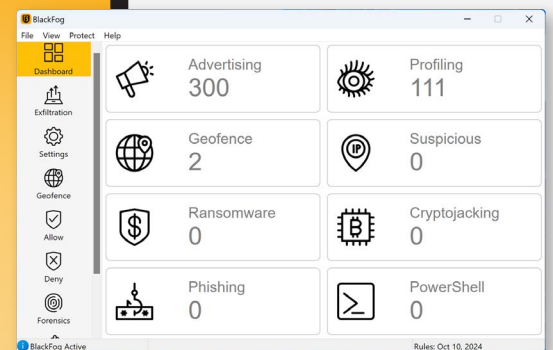 BlackFog
File View Protect Help
Dashboard
Exfiltration
Settings
Geofence
Allow
Deny
Forensics
Advertising
300
Profiling
111
Geofence
2
Suspicious
0
IP
Ransomware
0
Cryptojacking
0
Phishing
0
PowerShell
0
BlackFog Active
Rules: Oct 10, 2024